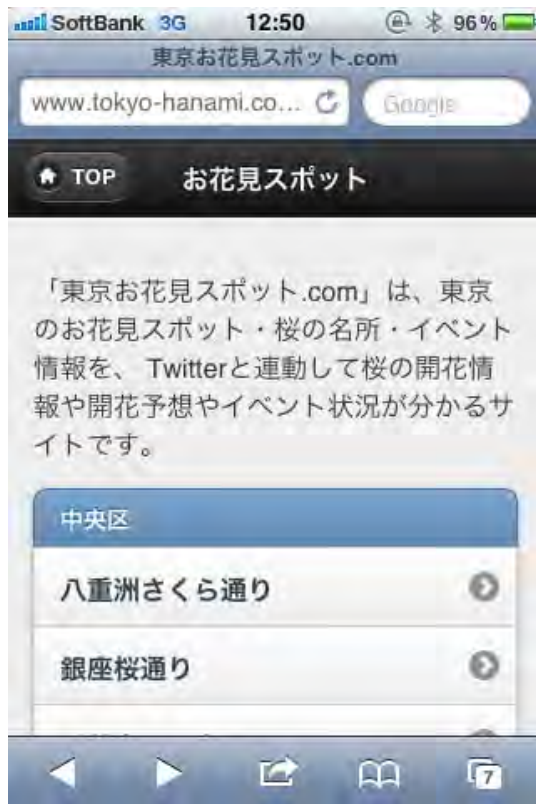 SoftBank 3G 12:50 96%
東京お花見スポット.com
www.tokyo-hanami.co... Google
TOP お花見スポット
「東京お花見スポット.com」は、東京
のお花見スポット・桜の名所・イベント
情報を、 Twitterと連動して桜の開花情
報や開花予想やイベント状況が分かるサ
イトです。
中央区
八重洲さくら通り
銀座桜通り
7